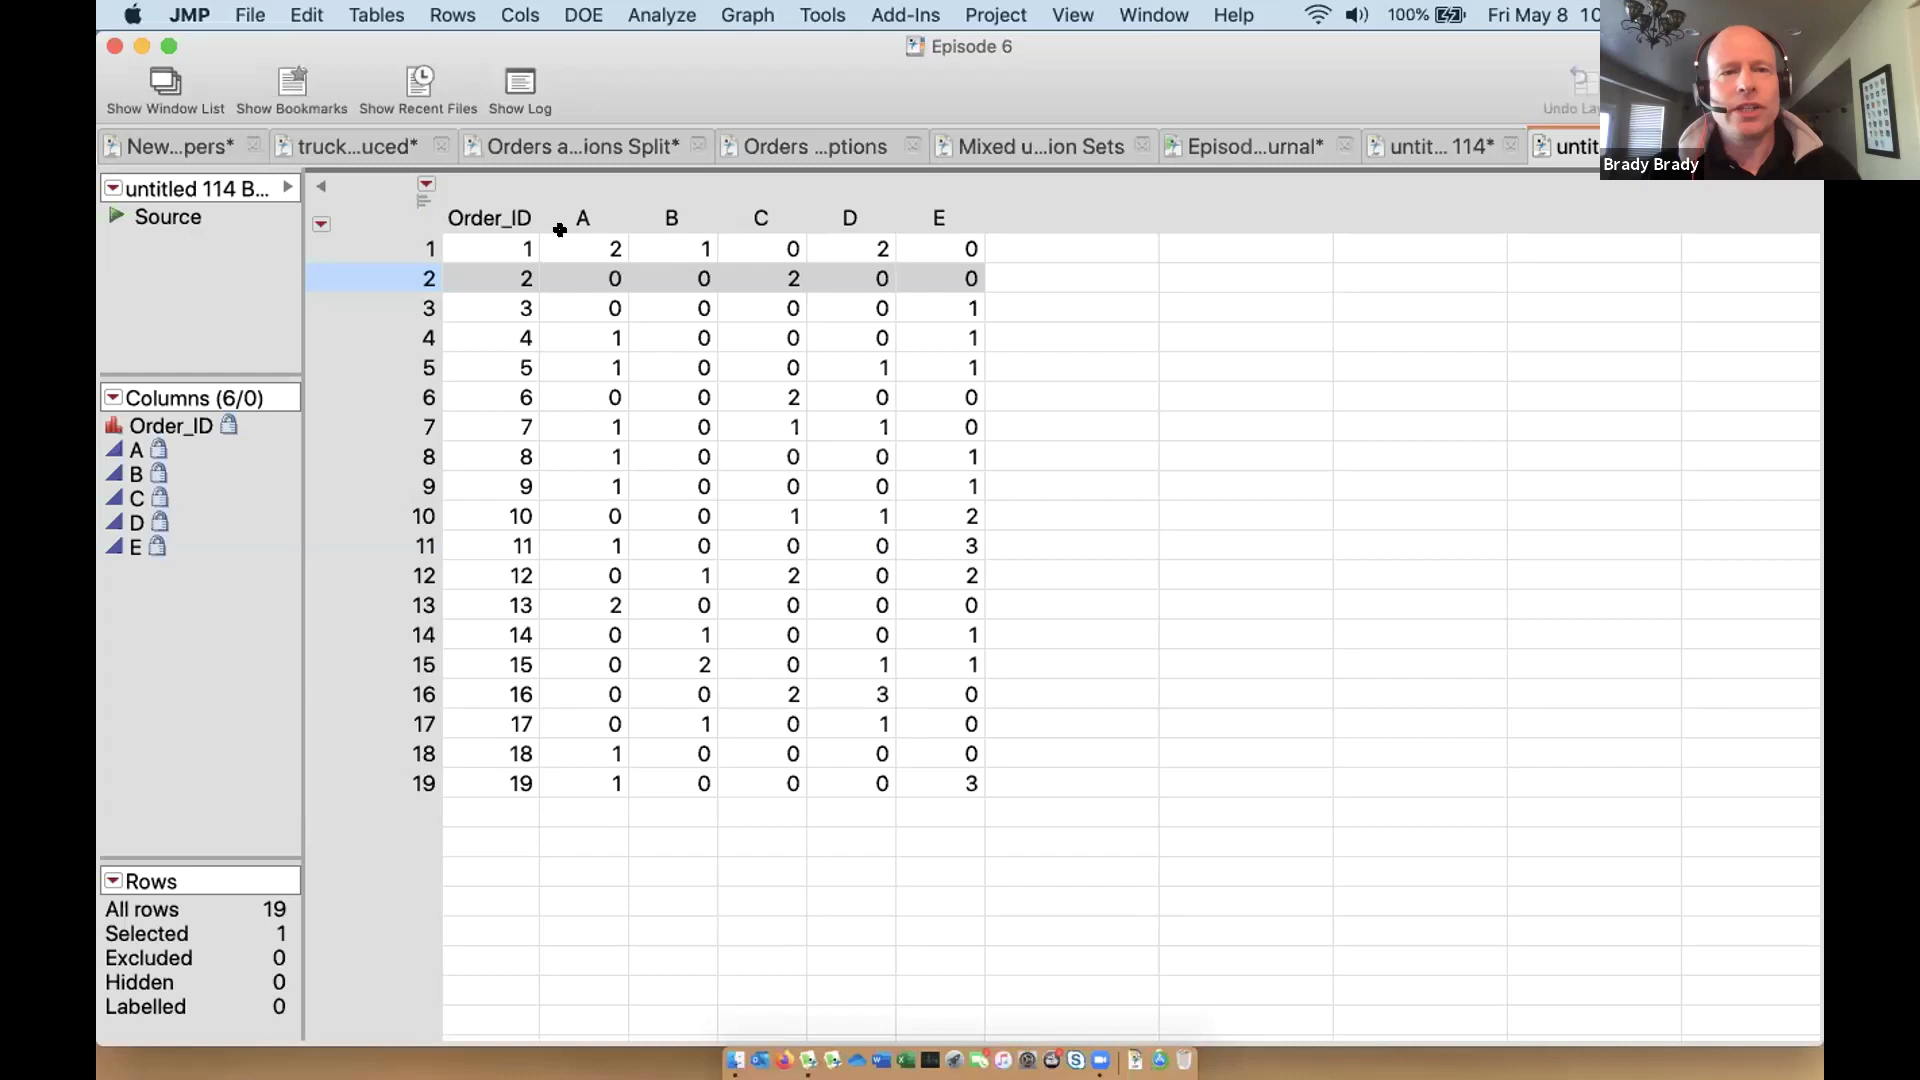 JMP File Edit Tables Rows Cols DOE Analyze Graph Tools Add-Ins Project View Window Help 100% Fri May 8 10
Episode 6
Show Window List Show Bookmarks Show Recent Files Show Log Undo La
New...pers* truck...uced* Orders a...ions Split* Orders ...ptions Mixed u...ion Sets Episod...urnal* untit... 114* untit
Brady Brady
untitled 114 B...
Source
Columns (6/0)
Order_ID
A
B
C
D
E
Rows
All rows 19
Selected 1
Excluded 0
Hidden 0
Labelled 0
Order_ID A B C D E
1 1 2 1 0 2 0
2 2 0 0 2 0 0
3 3 0 0 0 0 1
4 4 1 0 0 0 1
5 5 1 0 0 1 1
6 6 0 0 2 0 0
7 7 1 0 1 1 0
8 8 1 0 0 0 1
9 9 1 0 0 0 1
10 10 0 0 1 1 2
11 11 1 0 0 0 3
12 12 0 1 2 0 2
13 13 2 0 0 0 0
14 14 0 1 0 0 1
15 15 0 2 0 1 1
16 16 0 0 2 3 0
17 17 0 1 0 1 0
18 18 1 0 0 0 0
19 19 1 0 0 0 3